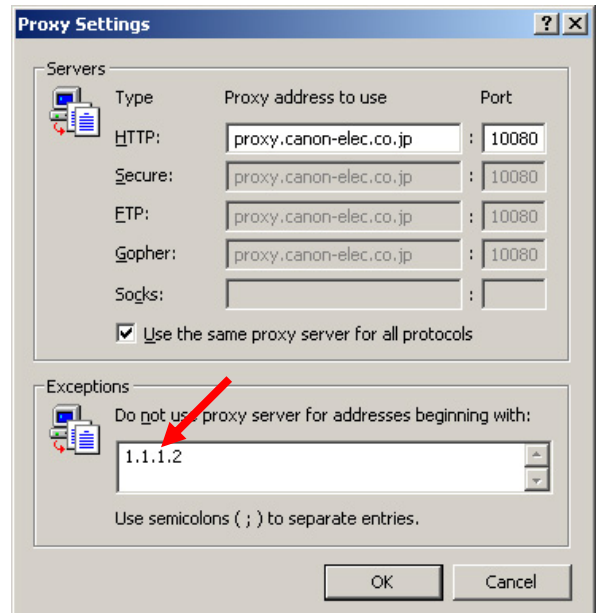 Proxy Settings
Servers
Type Proxy address to use Port
HTTP: proxy.canon-elec.co.jp : 10080
Secure: proxy.canon-elec.co.jp : 10080
FTP: proxy.canon-elec.co.jp : 10080
Gopher: proxy.canon-elec.co.jp : 10080
Socks: :
Use the same proxy server for all protocols
Exceptions
Do not use proxy server for addresses beginning with:
1.1.1.2
Use semicolons ( ; ) to separate entries.
OK Cancel